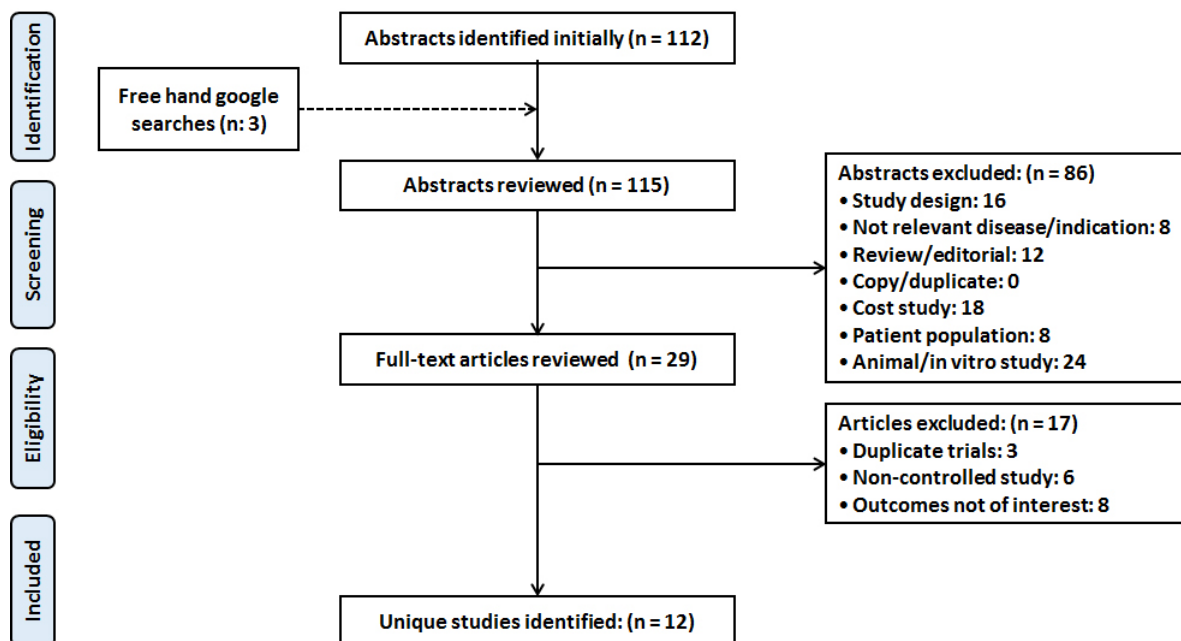 Identification
Abstracts identified initially (n = 112)
Free hand google
searches (n: 3)
Abstracts reviewed (n = 115)
Screening
Abstracts excluded: (n = 86)
• Study design: 16
• Not relevant disease/indication: 8
• Review/editorial: 12
• Copy/duplicate: 0
• Cost study: 18
• Patient population: 8
• Animal/in vitro study: 24
Full-text articles reviewed (n = 29)
Eligibility
Articles excluded: (n = 17)
• Duplicate trials: 3
• Non-controlled study: 6
• Outcomes not of interest: 8
Included
Unique studies identified: (n = 12)